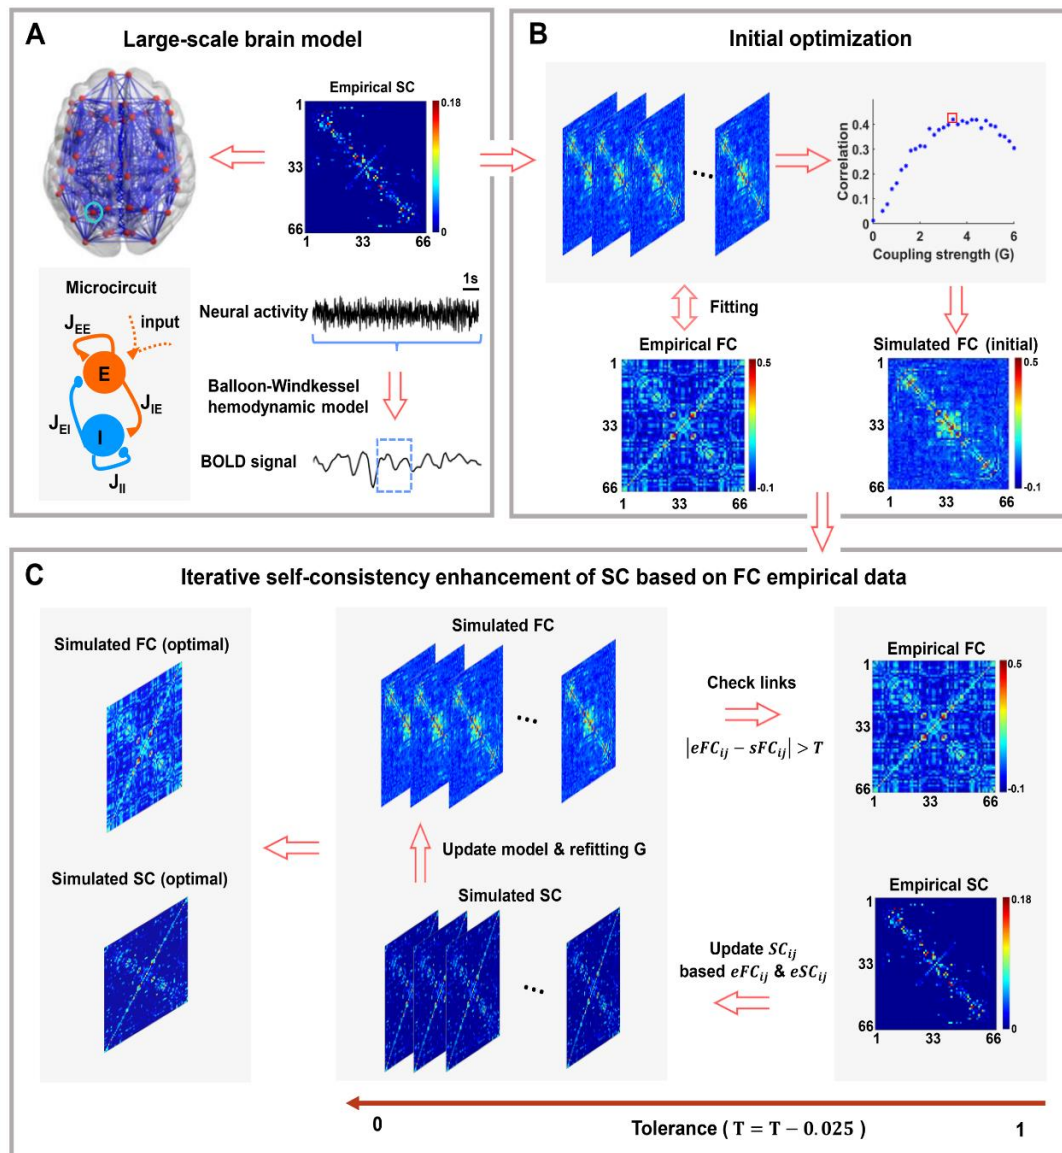 A
Large-scale brain model
Empirical SC
1
33
66
1
33
66
0.18
0
Microcircuit
J_EE
input
E
J_IE
J_EI
I
J_II
1s
Neural activity
Balloon-Windkessel
hemodynamic model
BOLD signal
B
Initial optimization
Correlation
0.5
0.4
0.3
0.2
0.1
0
0
2
4
6
Coupling strength (G)
Fitting
Empirical FC
1
33
66
1
33
66
0.5
-0.1
Simulated FC (initial)
1
33
66
1
33
66
0.5
-0.1
C
Iterative self-consistency enhancement of SC based on FC empirical data
Simulated FC (optimal)
Simulated SC (optimal)
Simulated FC
Update model & refitting G
Simulated SC
Check links
|eFC_ij − sFC_ij| > T
Empirical FC
1
33
66
1
33
66
0.5
-0.1
Update SC_ij
based eFC_ij & eSC_ij
Empirical SC
1
33
66
1
33
66
0.18
0
0
Tolerance ( T = T − 0.025 )
1